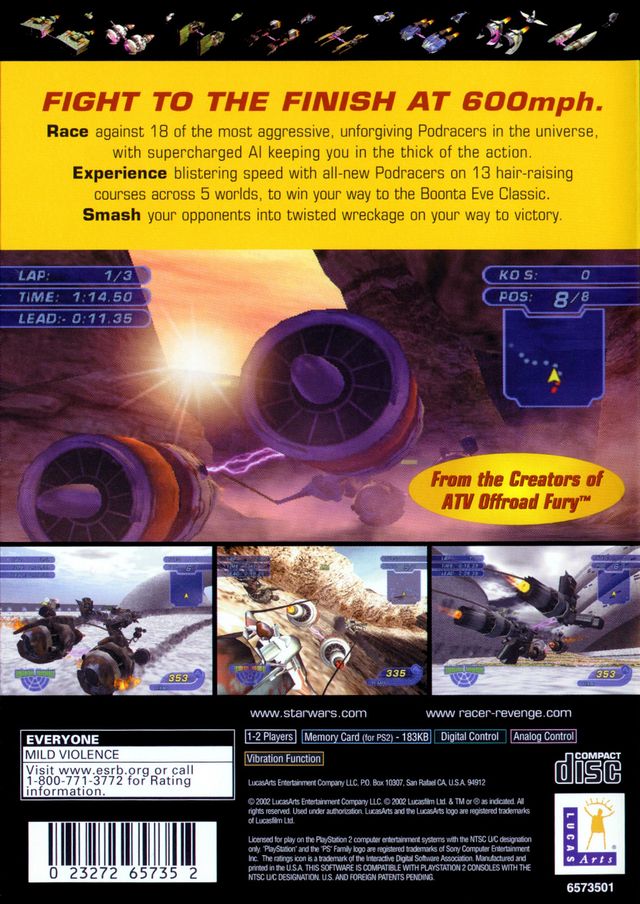 FIGHT TO THE FINISH AT 600mph.
Race against 18 of the most aggressive, unforgiving Podracers in the universe,
with supercharged AI keeping you in the thick of the action.
Experience blistering speed with all-new Podracers on 13 hair-raising
courses across 5 worlds, to win your way to the Boonta Eve Classic.
Smash your opponents into twisted wreckage on your way to victory.
LAP: 1/3
TIME: 1:14.50
LEAD:- 0:11.35
KO S: 0
POS: 8/8
From the Creators of
ATV Offroad Fury™
353
335
353
www.starwars.com
www.racer-revenge.com
EVERYONE
MILD VIOLENCE
Visit www.esrb.org or call
1-800-771-3772 for Rating
information.
1-2 Players
Memory Card (for PS2) - 183KB
Digital Control
Analog Control
Vibration Function
COMPACT
disc
LucasArts Entertainment Company LLC, P.O. Box 10307, San Rafael CA, U.S.A. 94912
© 2002 LucasArts Entertainment Company LLC. © 2002 Lucasfilm Ltd. & TM or ® as indicated. All
rights reserved. Used under authorization. LucasArts and the LucasArts logo are registered trademarks
of Lucasfilm Ltd.
Licensed for play on the PlayStation 2 computer entertainment systems with the NTSC U/C designation
only. "PlayStation" and the "PS" Family logo are registered trademarks of Sony Computer Entertainment
Inc. The ratings icon is a trademark of the Interactive Digital Software Association. Manufactured and
printed in the U.S.A. THIS SOFTWARE IS COMPATIBLE WITH PLAYSTATION 2 CONSOLES WITH THE
NTSC U/C DESIGNATION. U.S. AND FOREIGN PATENTS PENDING.
0 23272 65735 2
LUCAS
Arts
6573501